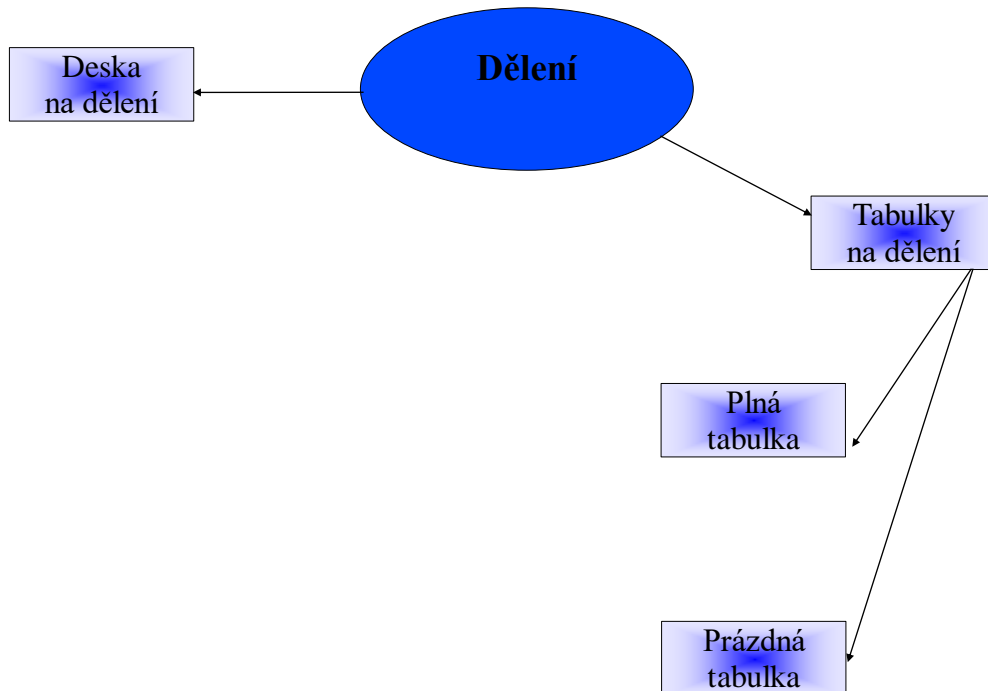 Dělení
Deska
na dělení
Tabulky
na dělení
Plná
tabulka
Prázdná
tabulka